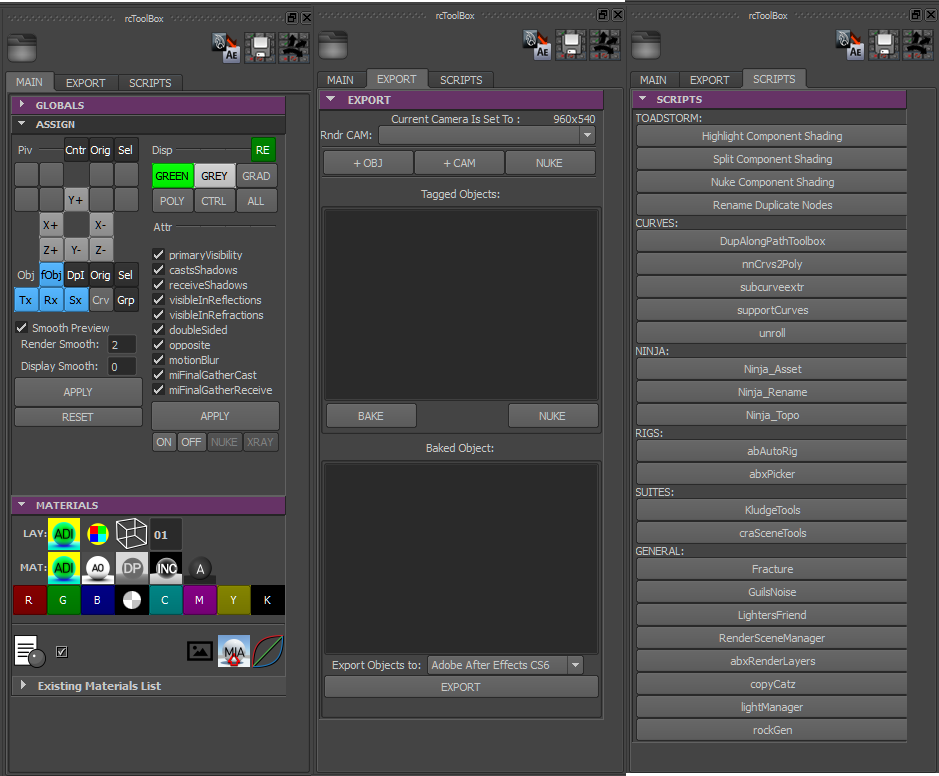 rcToolBox
AE
MAIN EXPORT SCRIPTS
GLOBALS
ASSIGN
Piv Cntr Orig Sel
Y+
X+ X-
Z+ Y- Z-
Obj fObj DpI Orig Sel
Tx Rx Sx Crv Grp
Smooth Preview
Render Smooth: 2
Display Smooth: 0
APPLY
RESET
Disp RE
GREEN GREY GRAD
POLY CTRL ALL
Attr
primaryVisibility
castsShadows
receiveShadows
visibleInReflections
visibleInRefractions
doubleSided
opposite
motionBlur
miFinalGatherCast
miFinalGatherReceive
APPLY
ON OFF NUKE XRAY
MATERIALS
LAY: ADI 01
MAT: ADI AO DP INC A
R G B C M Y K
MIA
Existing Materials List
rcToolBox
AE
MAIN EXPORT SCRIPTS
EXPORT
Current Camera Is Set To : 960x540
Rndr CAM:
+ OBJ + CAM NUKE
Tagged Objects:
BAKE NUKE
Baked Object:
Export Objects to: Adobe After Effects CS6
EXPORT
rcToolBox
AE
MAIN EXPORT SCRIPTS
SCRIPTS
TOADSTORM:
Highlight Component Shading
Split Component Shading
Nuke Component Shading
Rename Duplicate Nodes
CURVES:
DupAlongPathToolbox
nnCrvs2Poly
subcurveextr
supportCurves
unroll
NINJA:
Ninja_Asset
Ninja_Rename
Ninja_Topo
RIGS:
abAutoRig
abxPicker
SUITES:
KludgeTools
craSceneTools
GENERAL:
Fracture
GuilsNoise
LightersFriend
RenderSceneManager
abxRenderLayers
copyCatz
lightManager
rockGen